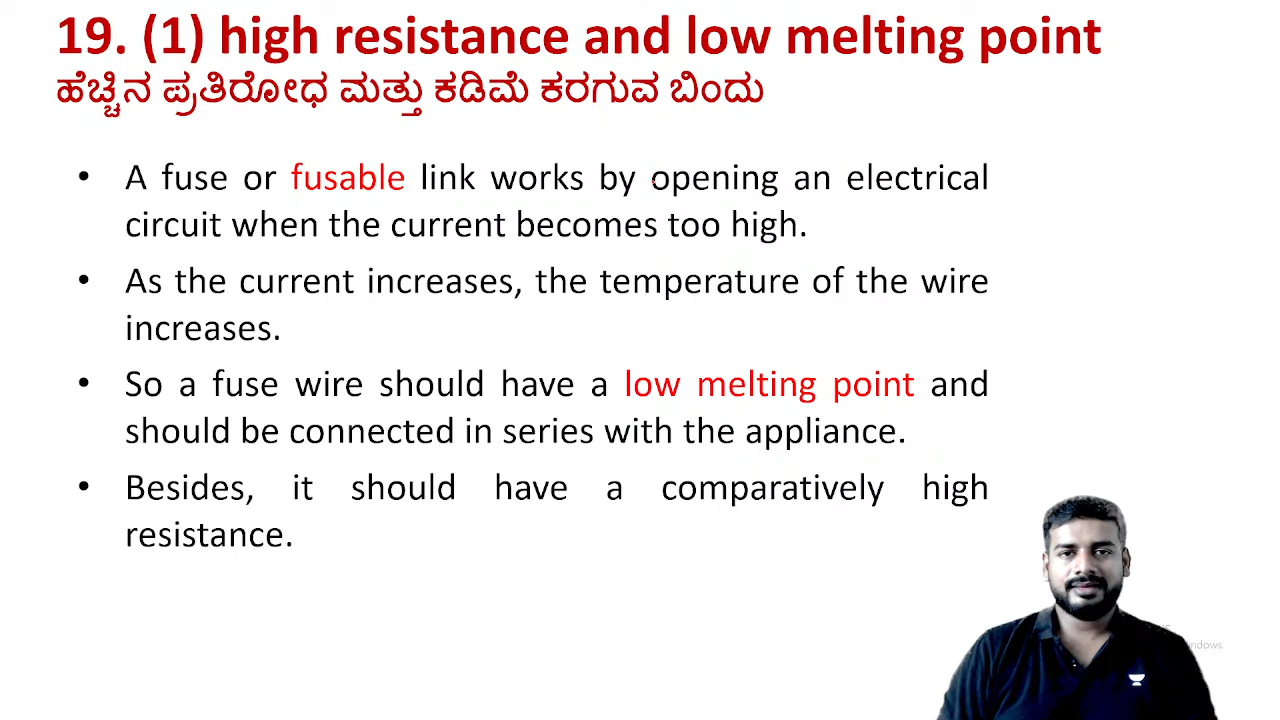 19. (1) high resistance and low melting point
ಹೆಚ್ಚಿನ ಪ್ರತಿರೋಧ ಮತ್ತು ಕಡಿಮೆ ಕರಗುವ ಬಿಂದು
• A fuse or fusable link works by opening an electrical
circuit when the current becomes too high.
• As the current increases, the temperature of the wire
increases.
• So a fuse wire should have a low melting point and
should be connected in series with the appliance.
• Besides, it should have a comparatively high
resistance.